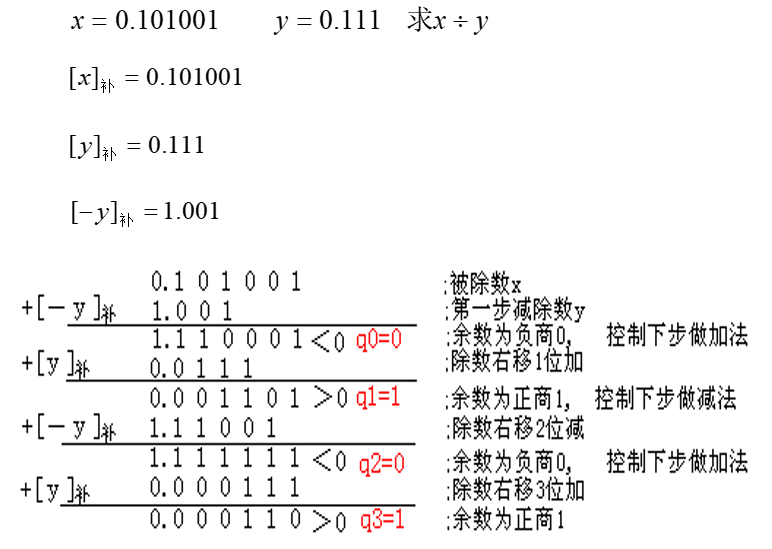 x = 0.101001 y = 0.111 求x ÷ y
[x]补 = 0.101001
[y]补 = 0.111
[−y]补 = 1.001
0.1 0 1 0 0 1 ;被除数x
+[-y]补 1.0 0 1 ;第一步减除数y
1.1 1 0 0 0 1 <0 q0=0 ;余数为负商0, 控制下步做加法
+[y]补 0.0 1 1 1 ;除数右移1位加
0.0 0 1 1 0 1 >0 q1=1 ;余数为正商1, 控制下步做减法
+[-y]补 1.1 1 0 0 1 ;除数右移2位减
1.1 1 1 1 1 1 <0 q2=0 ;余数为负商0, 控制下步做加法
+[y]补 0.0 0 0 1 1 1 ;除数右移3位加
0.0 0 0 1 1 0 >0 q3=1 ;余数为正商1